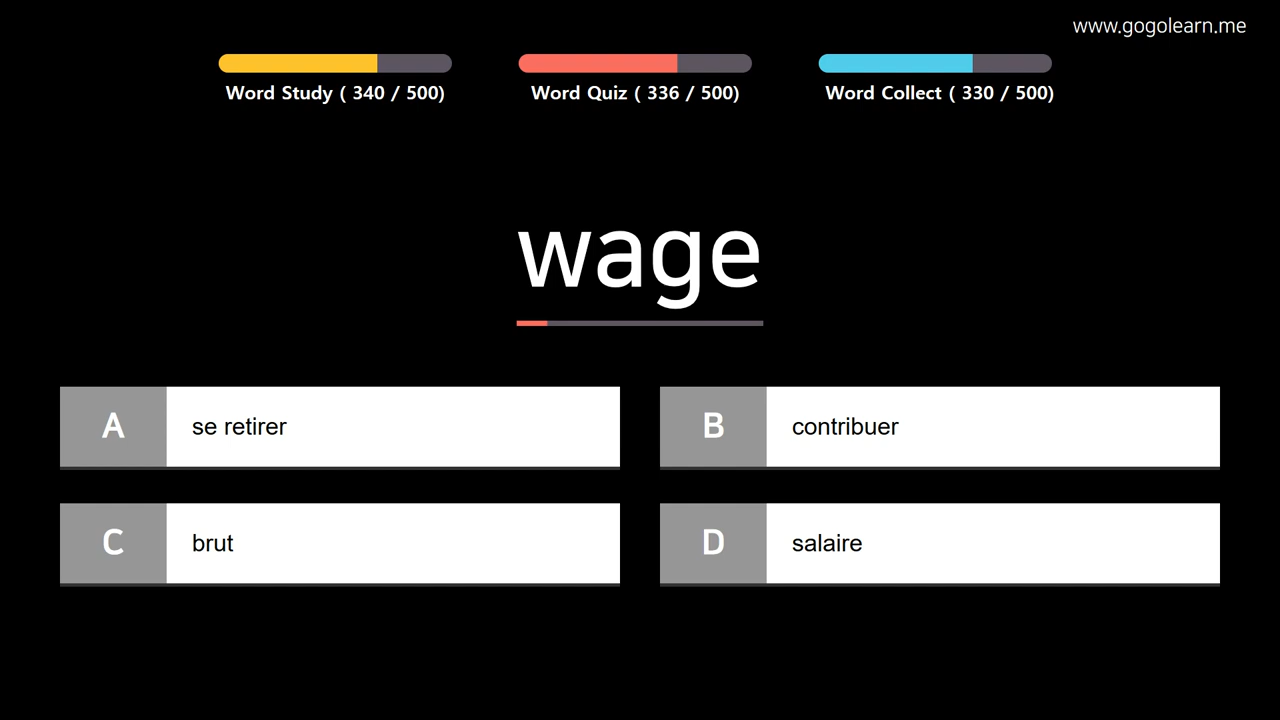 www.gogolearn.me
Word Study ( 340 / 500)
Word Quiz ( 336 / 500)
Word Collect ( 330 / 500)
wage
A
se retirer
B
contribuer
C
brut
D
salaire